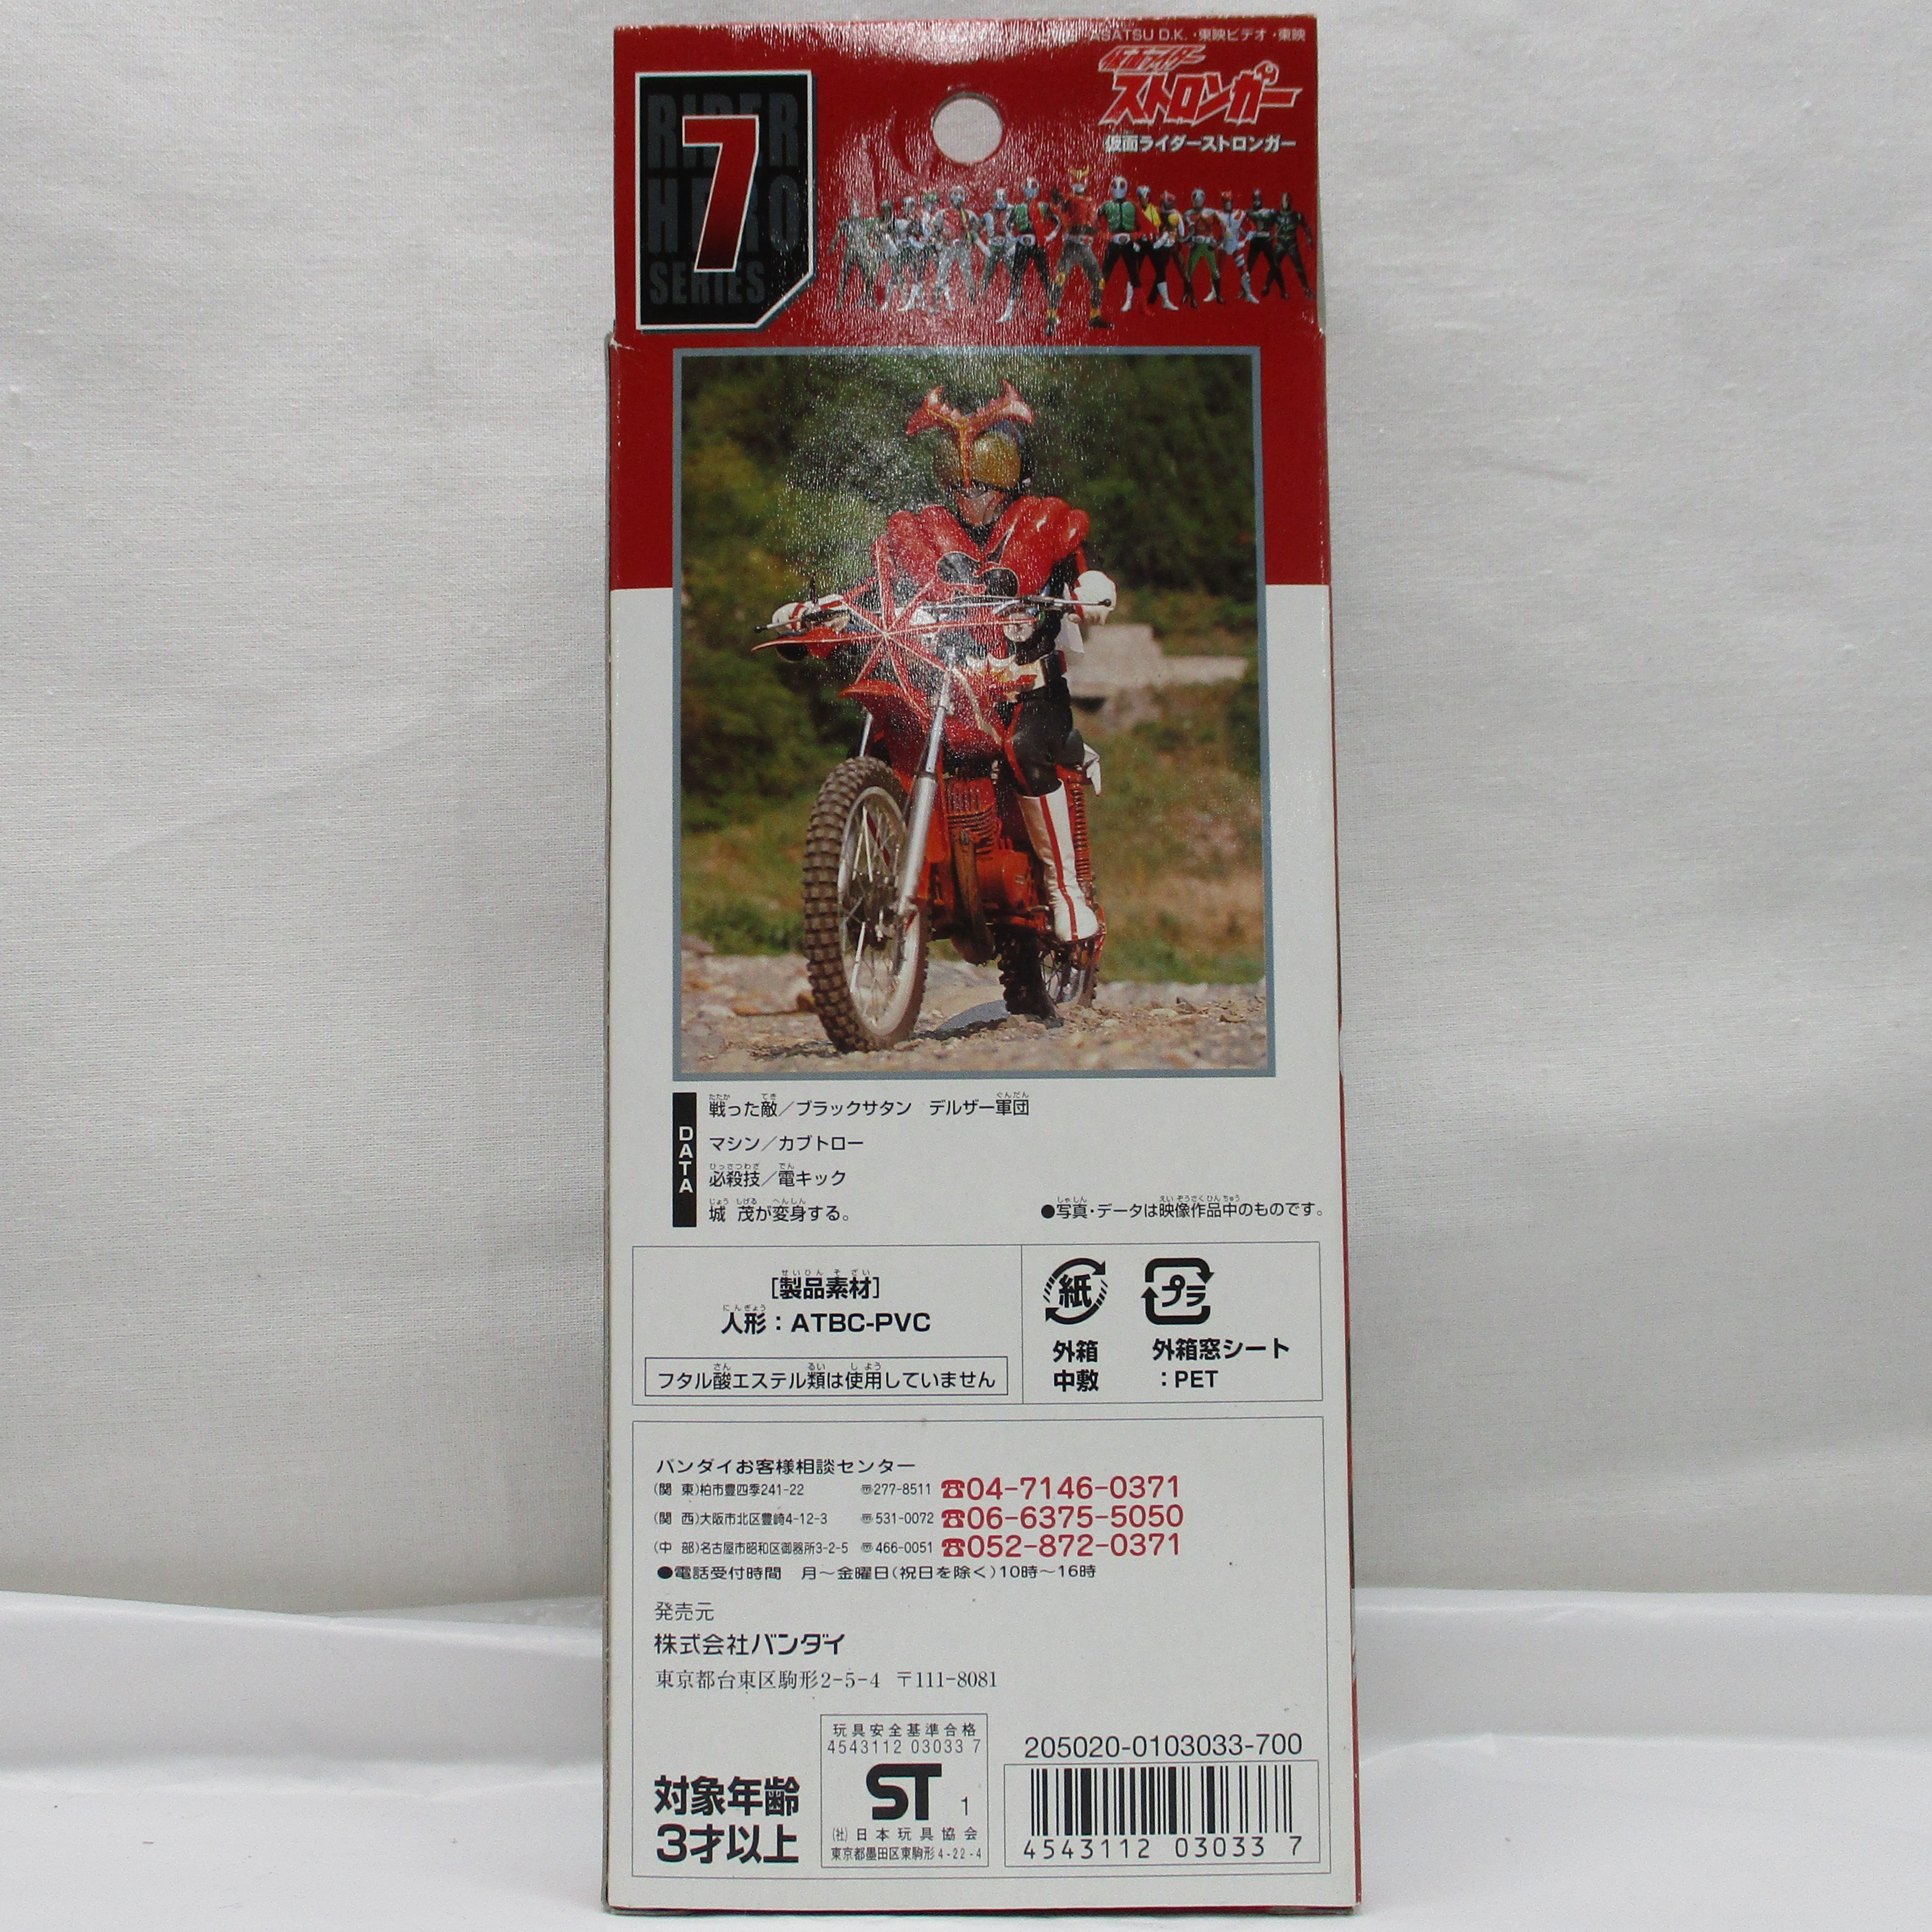 ASATSU D.K.・東映ビデオ・東映
仮面ライダー
ストロンガー
仮面ライダーストロンガー
RIDER
HERO
SERIES
7
DATA
戦った敵／ブラックサタン デルザー軍団
マシン／カブトロー
必殺技／電キック
城 茂が変身する。
●写真・データは映像作品中のものです。
[製品素材]
人形：ATBC-PVC
フタル酸エステル類は使用していません
紙
外箱
中敷
プラ
外箱窓シート
：PET
バンダイお客様相談センター
(関 東)柏市豊四季241-22 〠277-8511 ☎04-7146-0371
(関 西)大阪市北区豊崎4-12-3 〠531-0072 ☎06-6375-5050
(中 部)名古屋市昭和区御器所3-2-5 〠466-0051 ☎052-872-0371
●電話受付時間 月～金曜日(祝日を除く)10時～16時
発売元
株式会社バンダイ
東京都台東区駒形2-5-4 〒111-8081
対象年齢
3才以上
玩具安全基準合格
4543112 03033 7
ST 1
(社)日本玩具協会
東京都墨田区東駒形4-22-4
205020-0103033-700
4543112 03033 7